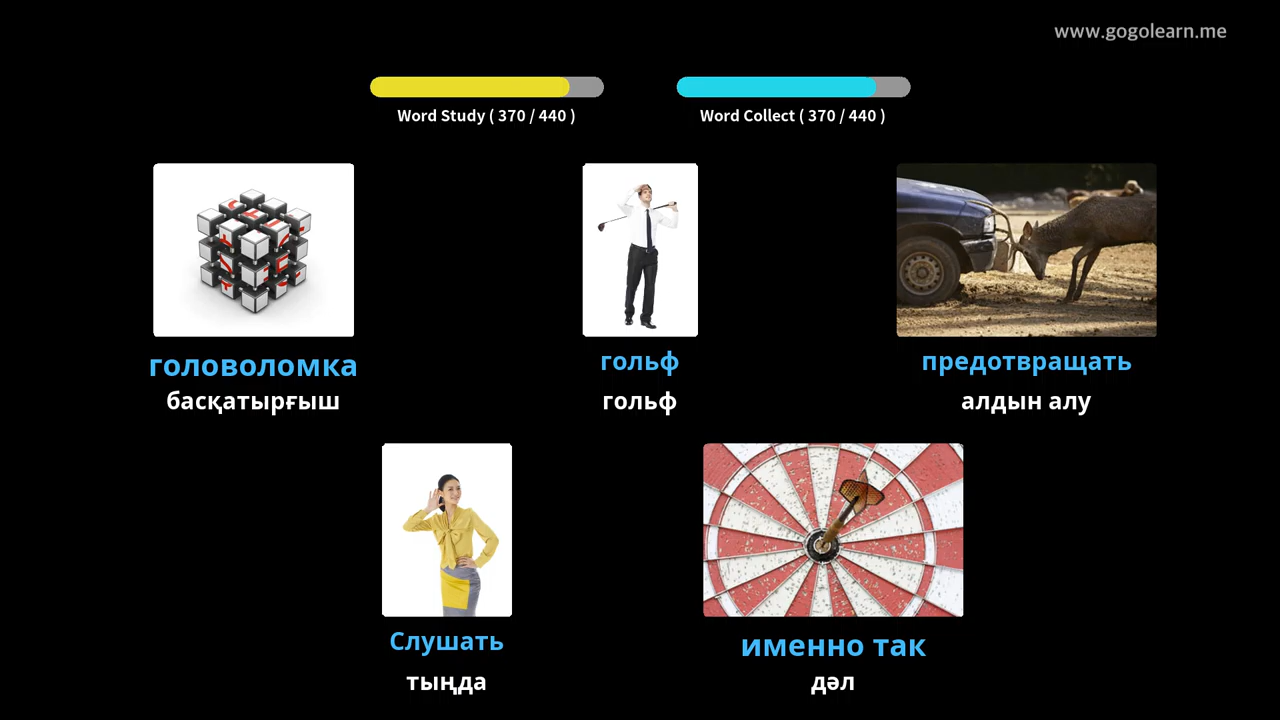 www.gogolearn.me
Word Study ( 370 / 440 )
Word Collect ( 370 / 440 )
головоломка
басқатырғыш
гольф
гольф
предотвращать
алдын алу
Слушать
тыңда
именно так
дәл